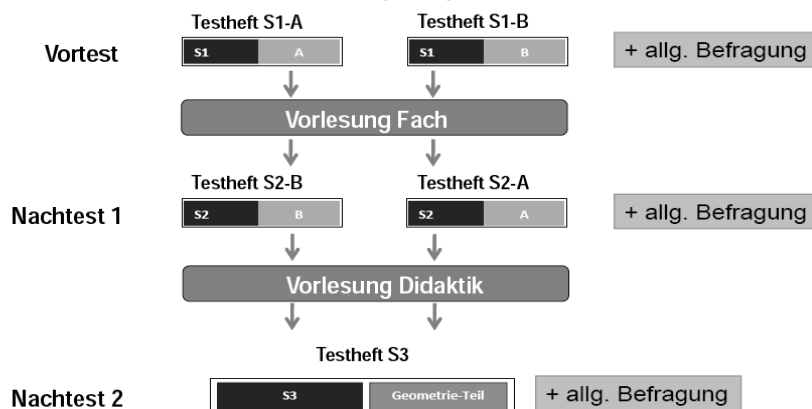 Testheft S1-A Testheft S1-B
Vortest S1 A S1 B + allg. Befragung
Vorlesung Fach
Testheft S2-B Testheft S2-A
Nachtest 1 S2 B S2 A + allg. Befragung
Vorlesung Didaktik
Testheft S3
Nachtest 2 S3 Geometrie-Teil + allg. Befragung